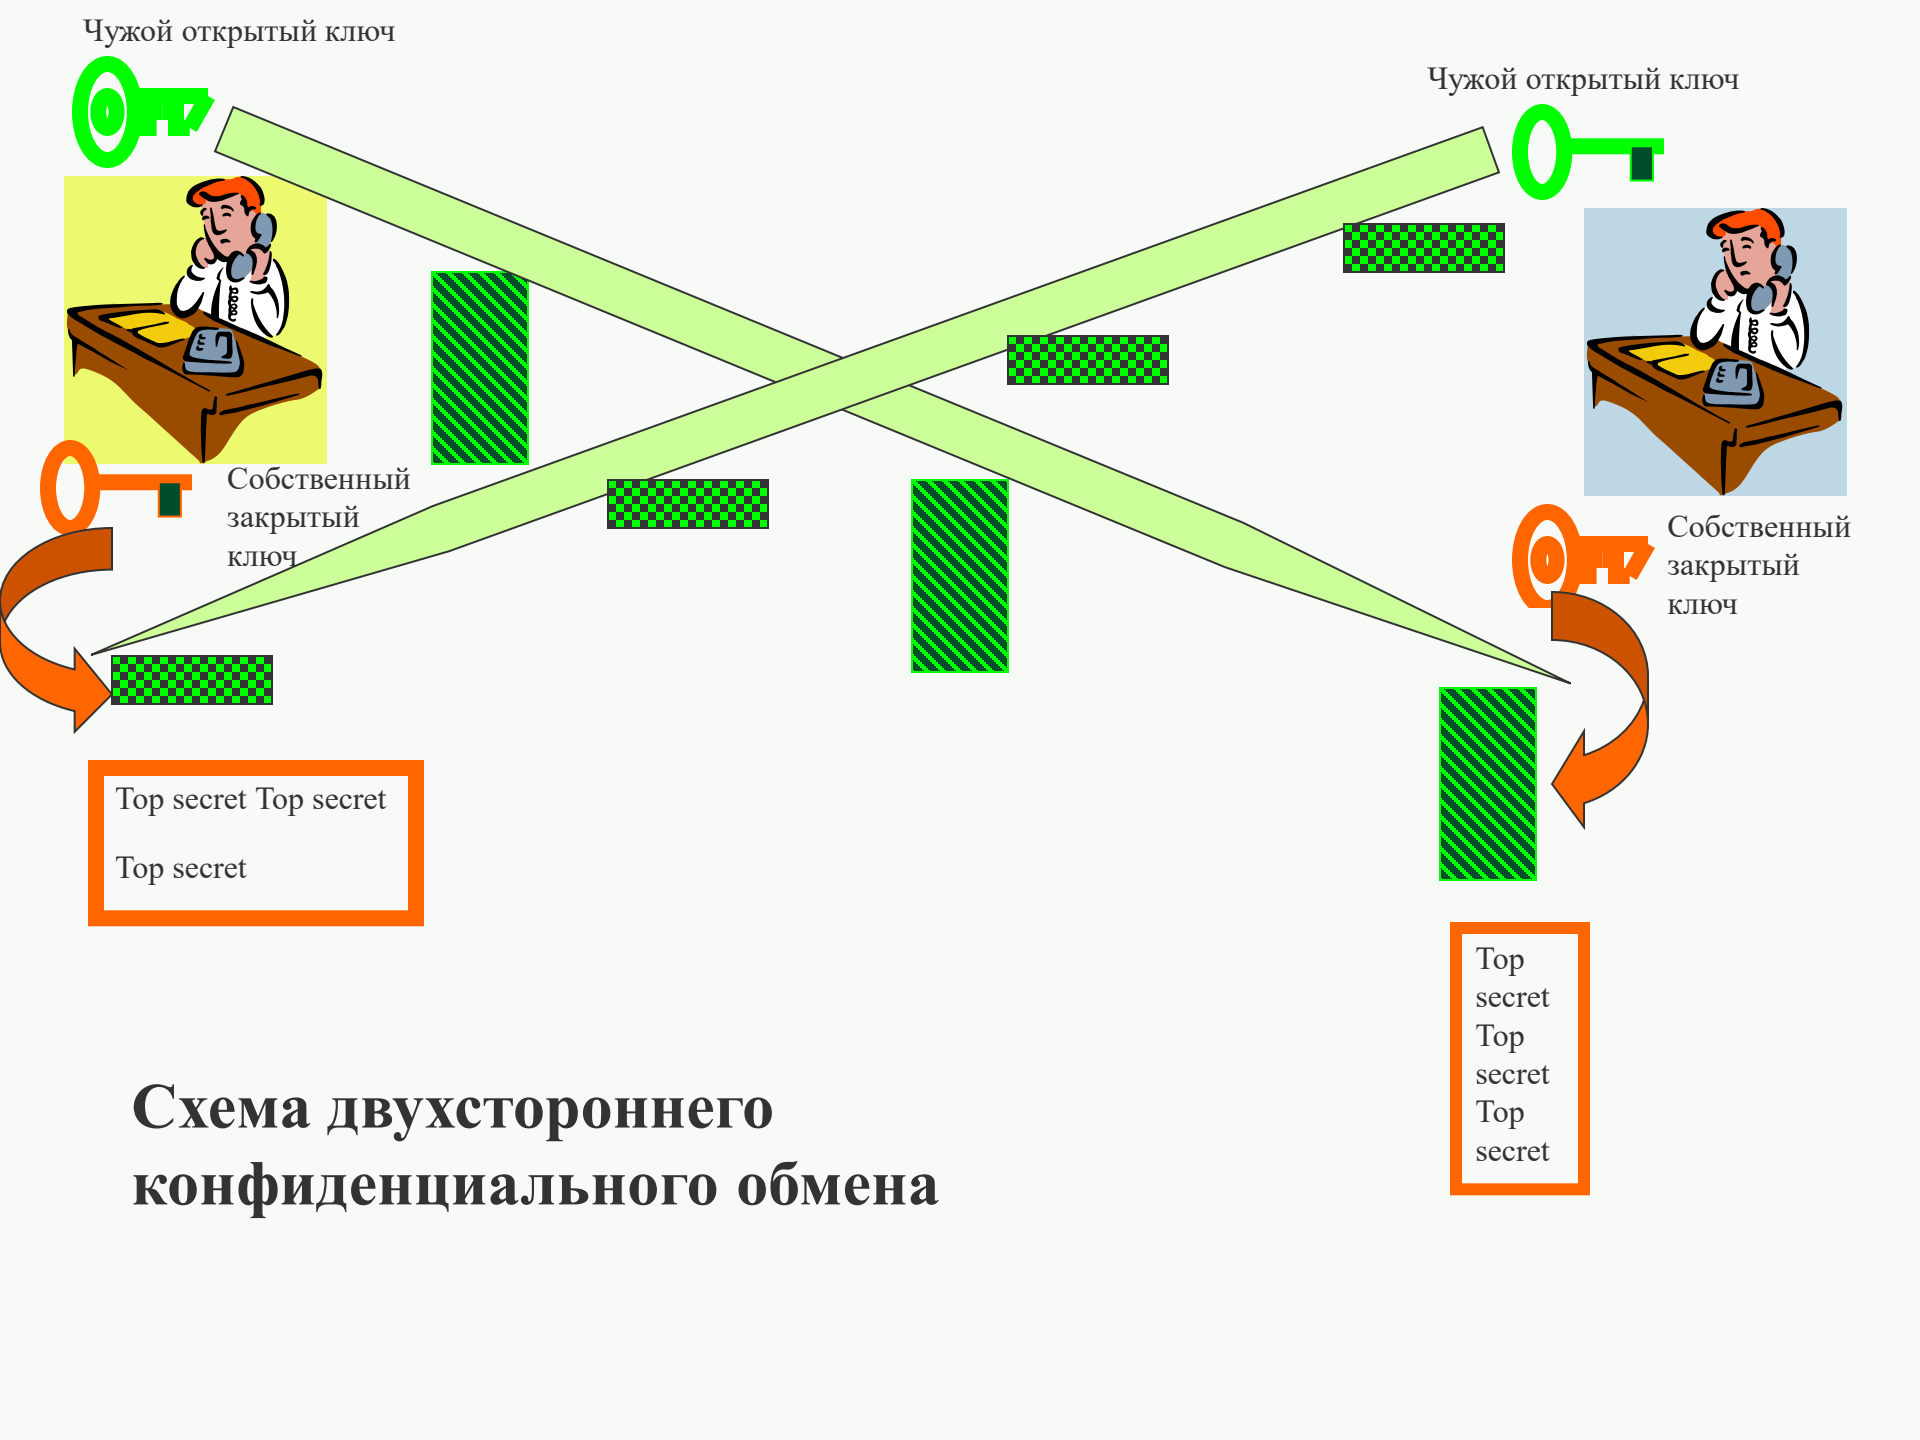 Чужой открытый ключ
Чужой открытый ключ
Собственный
закрытый
ключ
Собственный
закрытый
ключ
Top secret Top secret
Top secret
Top
secret
Top
secret
Top
secret
Схема двухстороннего
конфиденциального обмена